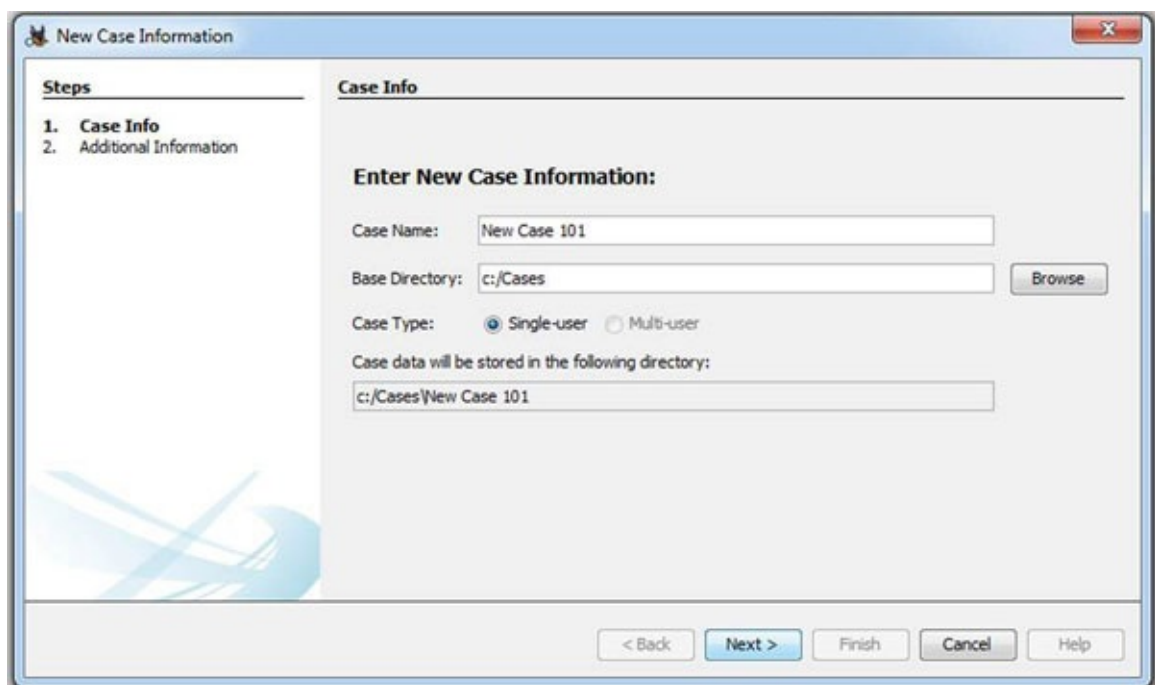 New Case Information
Steps
1. Case Info
2. Additional Information
Case Info
Enter New Case Information:
Case Name: New Case 101
Base Directory: c:/Cases Browse
Case Type: Single-user Multi-user
Case data will be stored in the following directory:
c:/Cases\New Case 101
< Back Next > Finish Cancel Help